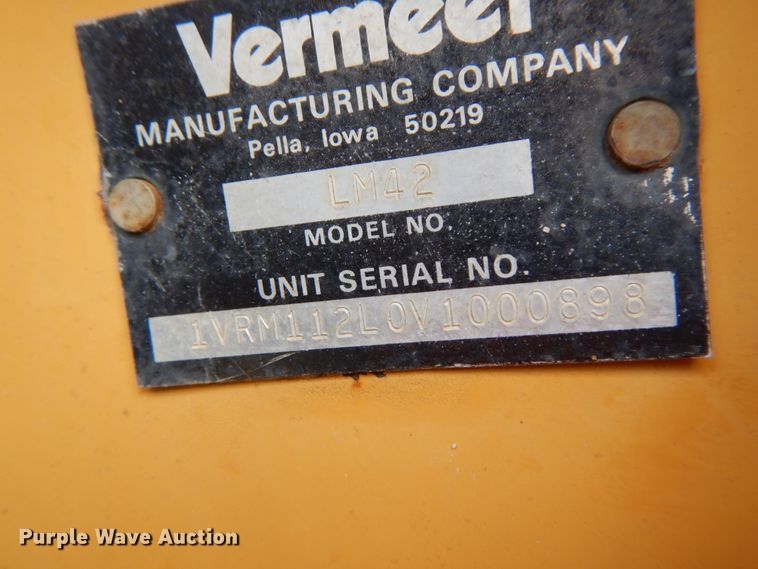 Vermeer
MANUFACTURING COMPANY
Pella, Iowa 50219
LM42
MODEL NO.
UNIT SERIAL NO.
1VRM112L0V1000898
Purple Wave Auction